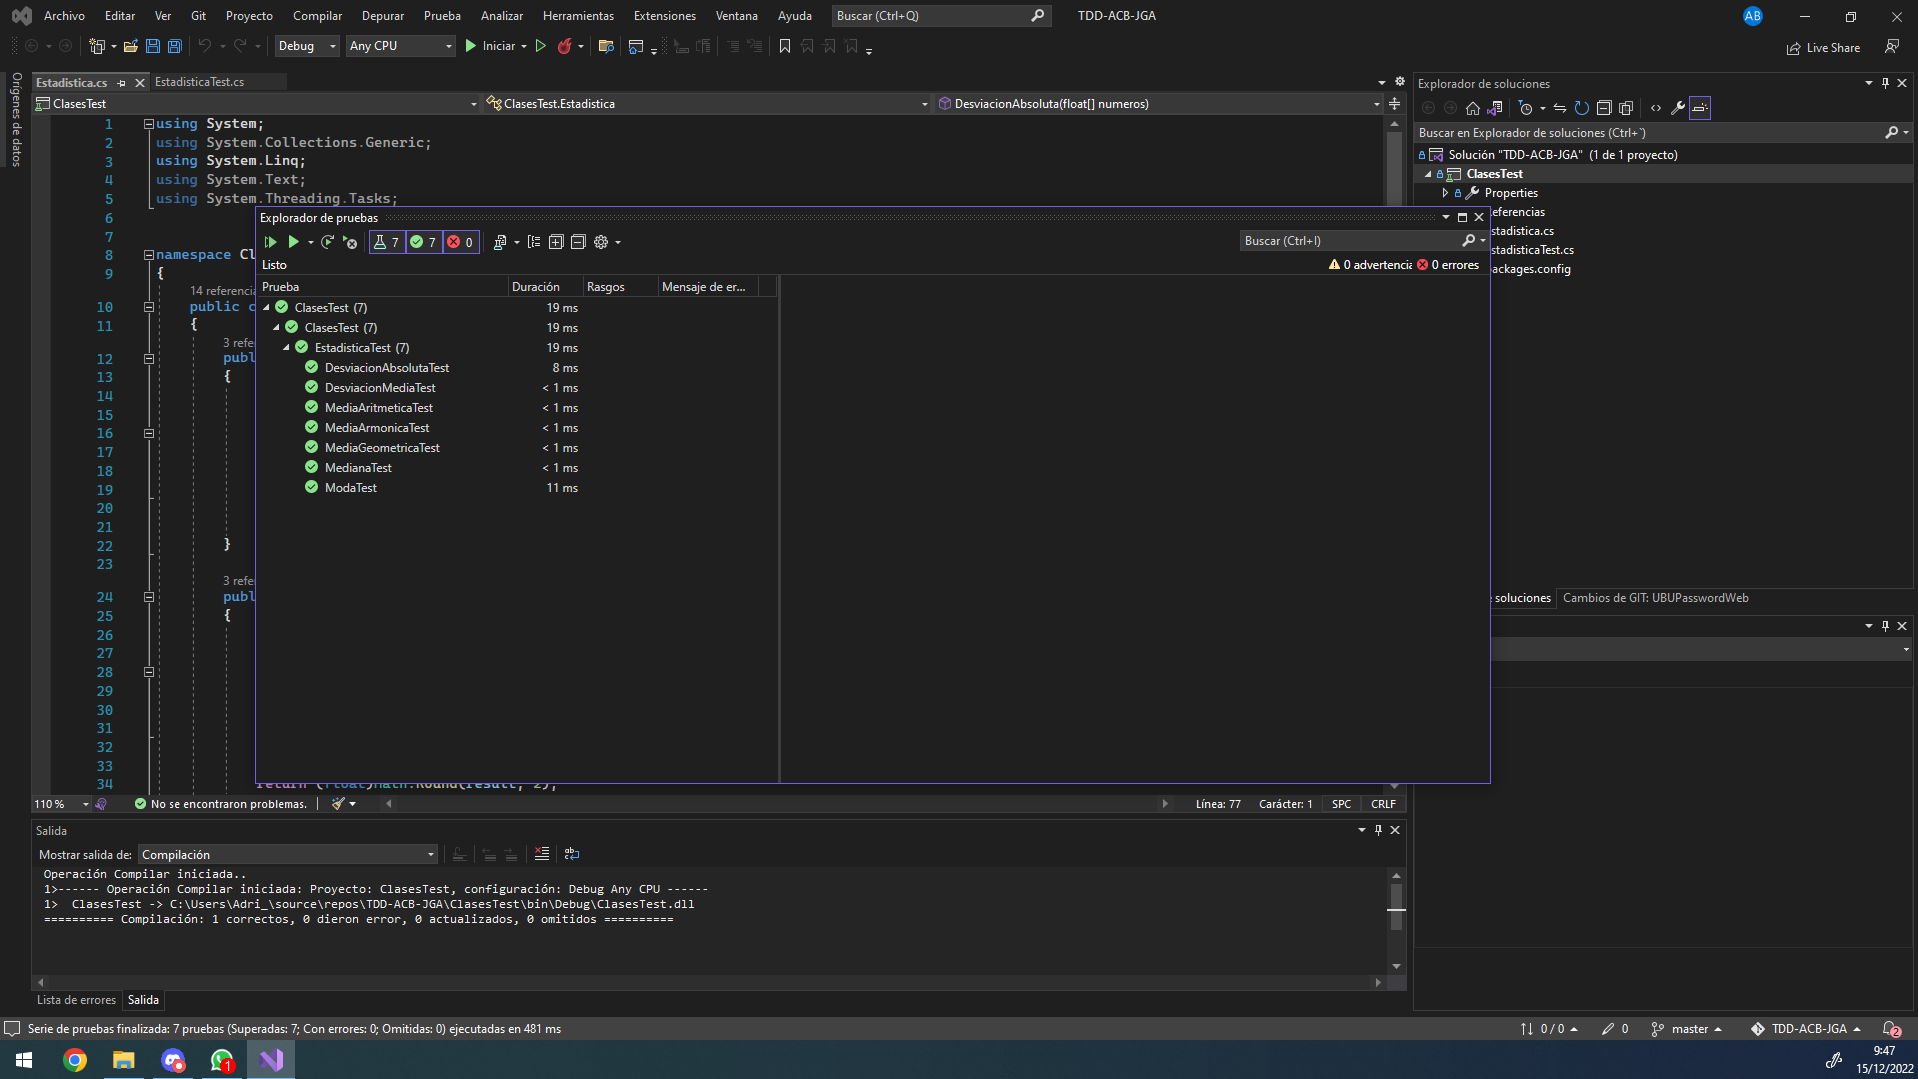 Archivo Editar Ver Git Proyecto Compilar Depurar Prueba Analizar Herramientas Extensiones Ventana Ayuda Buscar (Ctrl+Q) TDD-ACB-JGA AB
Debug Any CPU Iniciar Live Share
Orígenes de datos
Estadistica.cs EstadisticaTest.cs
ClasesTest ClasesTest.Estadistica DesviacionAbsoluta(float[] numeros)
1 using System;
2 using System.Collections.Generic;
3 using System.Linq;
4 using System.Text;
5 using System.Threading.Tasks;
6
7
8 namespace Cl
9 {
14 referencia
10 public c
11 {
3 refe
12 publ
13 {
14
15
16
17
18
19
20
21
22 }
23
3 refe
24 publ
25 {
26
27
28
29
30
31
32
33
34 return (float)Math.Round(result, 2);
Explorador de pruebas
7 7 0 Buscar (Ctrl+I)
Listo 0 advertencia 0 errores
Prueba Duración Rasgos Mensaje de er...
ClasesTest (7) 19 ms
ClasesTest (7) 19 ms
EstadisticaTest (7) 19 ms
DesviacionAbsolutaTest 8 ms
DesviacionMediaTest < 1 ms
MediaAritmeticaTest < 1 ms
MediaArmonicaTest < 1 ms
MediaGeometricaTest < 1 ms
MedianaTest < 1 ms
ModaTest 11 ms
110 % No se encontraron problemas. Línea: 77 Carácter: 1 SPC CRLF
Explorador de soluciones
Buscar en Explorador de soluciones (Ctrl+`)
Solución "TDD-ACB-JGA" (1 de 1 proyecto)
ClasesTest
Properties
eferencias
stadistica.cs
stadisticaTest.cs
ackages.config
soluciones Cambios de GIT: UBUPasswordWeb
Salida
Mostrar salida de: Compilación
Operación Compilar iniciada..
1>------ Operación Compilar iniciada: Proyecto: ClasesTest, configuración: Debug Any CPU ------
1>  ClasesTest -> C:\Users\Adri_\source\repos\TDD-ACB-JGA\ClasesTest\bin\Debug\ClasesTest.dll
========== Compilación: 1 correctos, 0 dieron error, 0 actualizados, 0 omitidos ==========
Lista de errores Salida
Serie de pruebas finalizada: 7 pruebas (Superadas: 7; Con errores: 0; Omitidas: 0) ejecutadas en 481 ms 0 / 0 0 master TDD-ACB-JGA 2
1
9:47
15/12/2022